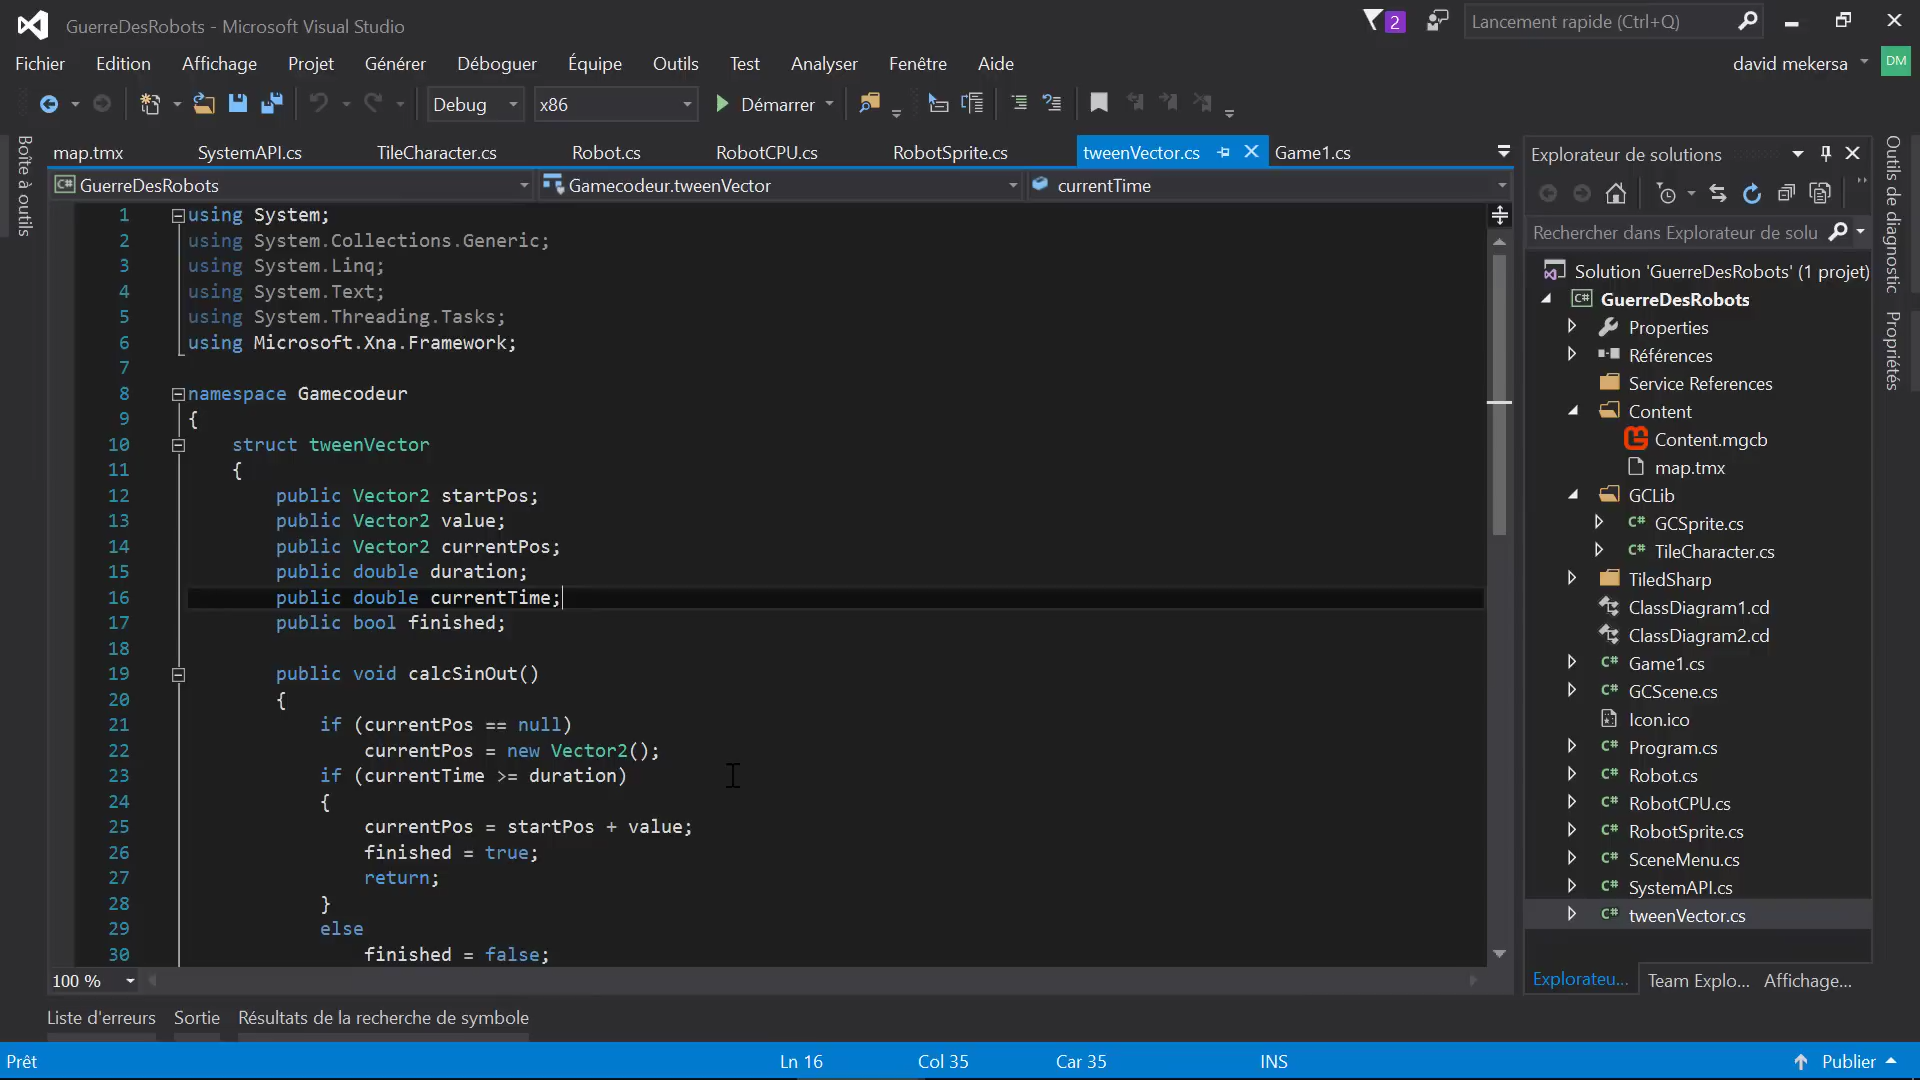 GuerreDesRobots - Microsoft Visual Studio
2
Lancement rapide (Ctrl+Q)
Fichier Edition Affichage Projet Générer Déboguer Équipe Outils Test Analyser Fenêtre Aide
david mekersa DM
Debug x86 Démarrer
Boîte à outils
map.tmx SystemAPI.cs TileCharacter.cs Robot.cs RobotCPU.cs RobotSprite.cs tweenVector.cs Game1.cs
GuerreDesRobots Gamecodeur.tweenVector currentTime
1 using System;
2 using System.Collections.Generic;
3 using System.Linq;
4 using System.Text;
5 using System.Threading.Tasks;
6 using Microsoft.Xna.Framework;
7
8 namespace Gamecodeur
9 {
10 struct tweenVector
11 {
12 public Vector2 startPos;
13 public Vector2 value;
14 public Vector2 currentPos;
15 public double duration;
16 public double currentTime;
17 public bool finished;
18
19 public void calcSinOut()
20 {
21 if (currentPos == null)
22 currentPos = new Vector2();
23 if (currentTime >= duration)
24 {
25 currentPos = startPos + value;
26 finished = true;
27 return;
28 }
29 else
30 finished = false;
100 %
Explorateur de solutions
Rechercher dans Explorateur de solu
Solution 'GuerreDesRobots' (1 projet)
C# GuerreDesRobots
Properties
Références
Service References
Content
Content.mgcb
map.tmx
GCLib
C# GCSprite.cs
C# TileCharacter.cs
TiledSharp
ClassDiagram1.cd
ClassDiagram2.cd
C# Game1.cs
C# GCScene.cs
Icon.ico
C# Program.cs
C# Robot.cs
C# RobotCPU.cs
C# RobotSprite.cs
C# SceneMenu.cs
C# SystemAPI.cs
C# tweenVector.cs
Explorateu... Team Explo... Affichage...
Outils de diagnostic
Propriétés
Liste d'erreurs Sortie Résultats de la recherche de symbole
Prêt Ln 16 Col 35 Car 35 INS Publier